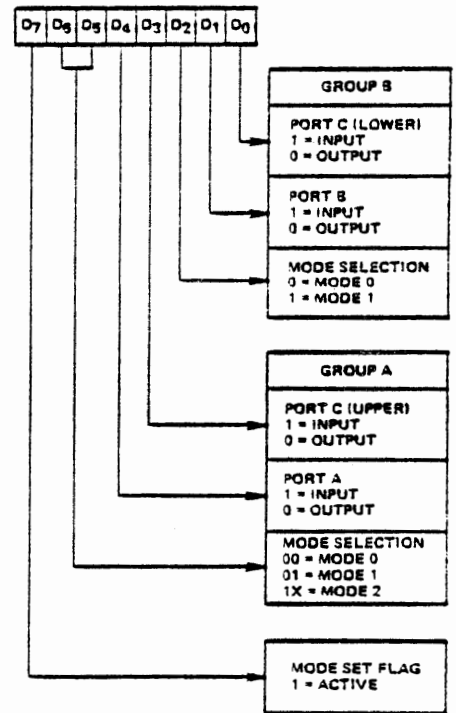 D7 D6 D5 D4 D3 D2 D1 D0
GROUP B
PORT C (LOWER)
1 = INPUT
0 = OUTPUT
PORT B
1 = INPUT
0 = OUTPUT
MODE SELECTION
0 = MODE 0
1 = MODE 1
GROUP A
PORT C (UPPER)
1 = INPUT
0 = OUTPUT
PORT A
1 = INPUT
0 = OUTPUT
MODE SELECTION
00 = MODE 0
01 = MODE 1
1X = MODE 2
MODE SET FLAG
1 = ACTIVE